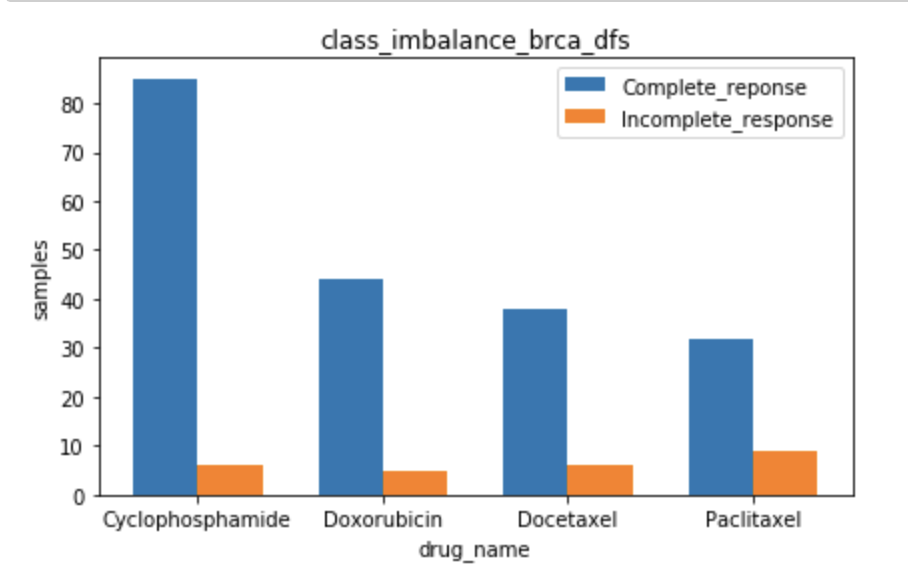 class_imbalance_brca_dfs
Complete_reponse
Incomplete_response
80
70
60
50
40
30
20
10
0
samples
Cyclophosphamide Doxorubicin Docetaxel Paclitaxel
drug_name